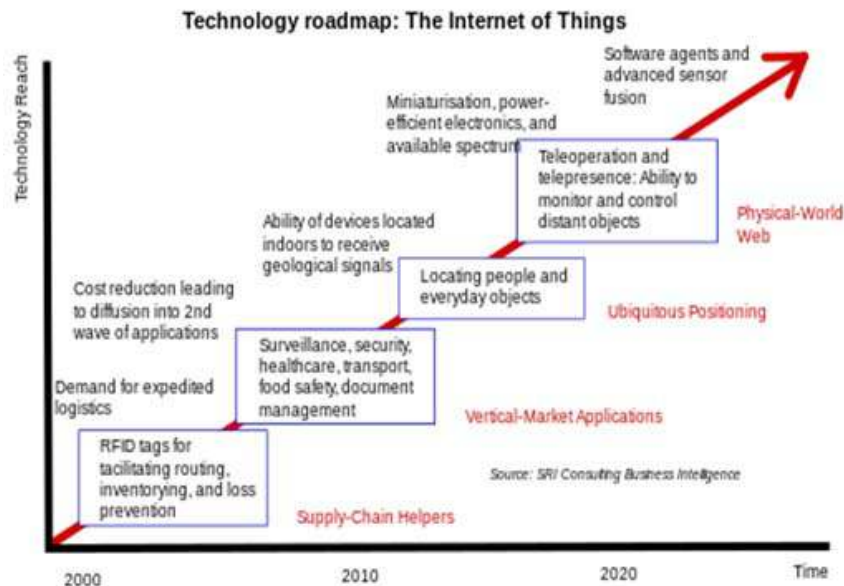 Technology roadmap: The Internet of Things
Technology Reach
Software agents and
advanced sensor
fusion
Miniaturisation, power-
efficient electronics, and
available spectrum
Teleoperation and
telepresence: Ability to
monitor and control
distant objects
Physical-World
Web
Ability of devices located
indoors to receive
geological signals
Locating people and
everyday objects
Ubiquitous Positioning
Cost reduction leading
to diffusion into 2nd
wave of applications
Surveillance, security,
healthcare, transport,
food safety, document
management
Vertical-Market Applications
Demand for expedited
logistics
RFID tags for
tacilitating routing,
inventorying, and loss
prevention
Supply-Chain Helpers
Source: SRI Consulting Business Intelligence
2000
2010
2020
Time